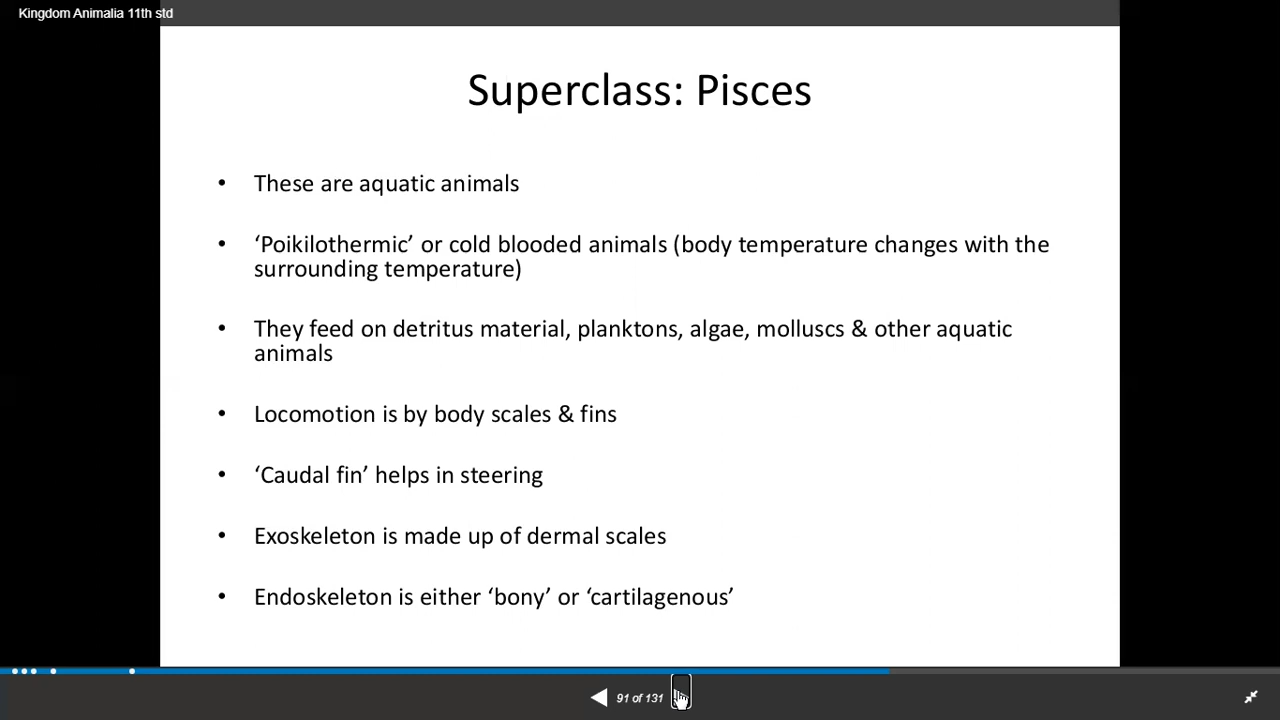 Kingdom Animalia 11th std
Superclass: Pisces
• These are aquatic animals
• ‘Poikilothermic’ or cold blooded animals (body temperature changes with the
surrounding temperature)
• They feed on detritus material, planktons, algae, molluscs & other aquatic
animals
• Locomotion is by body scales & fins
• ‘Caudal fin’ helps in steering
• Exoskeleton is made up of dermal scales
• Endoskeleton is either ‘bony’ or ‘cartilagenous’
91 of 131